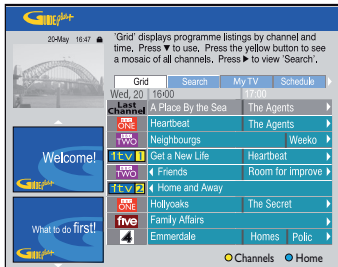 GUIDE Plus+
20-May 16:47
'Grid' displays programme listings by channel and
time. Press ▼ to use. Press the yellow button to see
a mosaic of all channels. Press ▶ to view 'Search'.
Grid Search My TV Schedule
Wed, 20 16:00 17:00
Last Channel A Place By the Sea The Agents
BBC ONE Heartbeat The Agents
BBC TWO Neighbourgs Weeko
itv 1 Get a New Life Heartbeat
BBC TWO Friends Room for improve
itv 2 Home and Away
BBC ONE Hollyoaks The Secret
five Family Affairs
4 Emmerdale Homes Polic
Welcome!
GUIDE Plus+
What to do first!
GUIDE Plus+
Channels Home